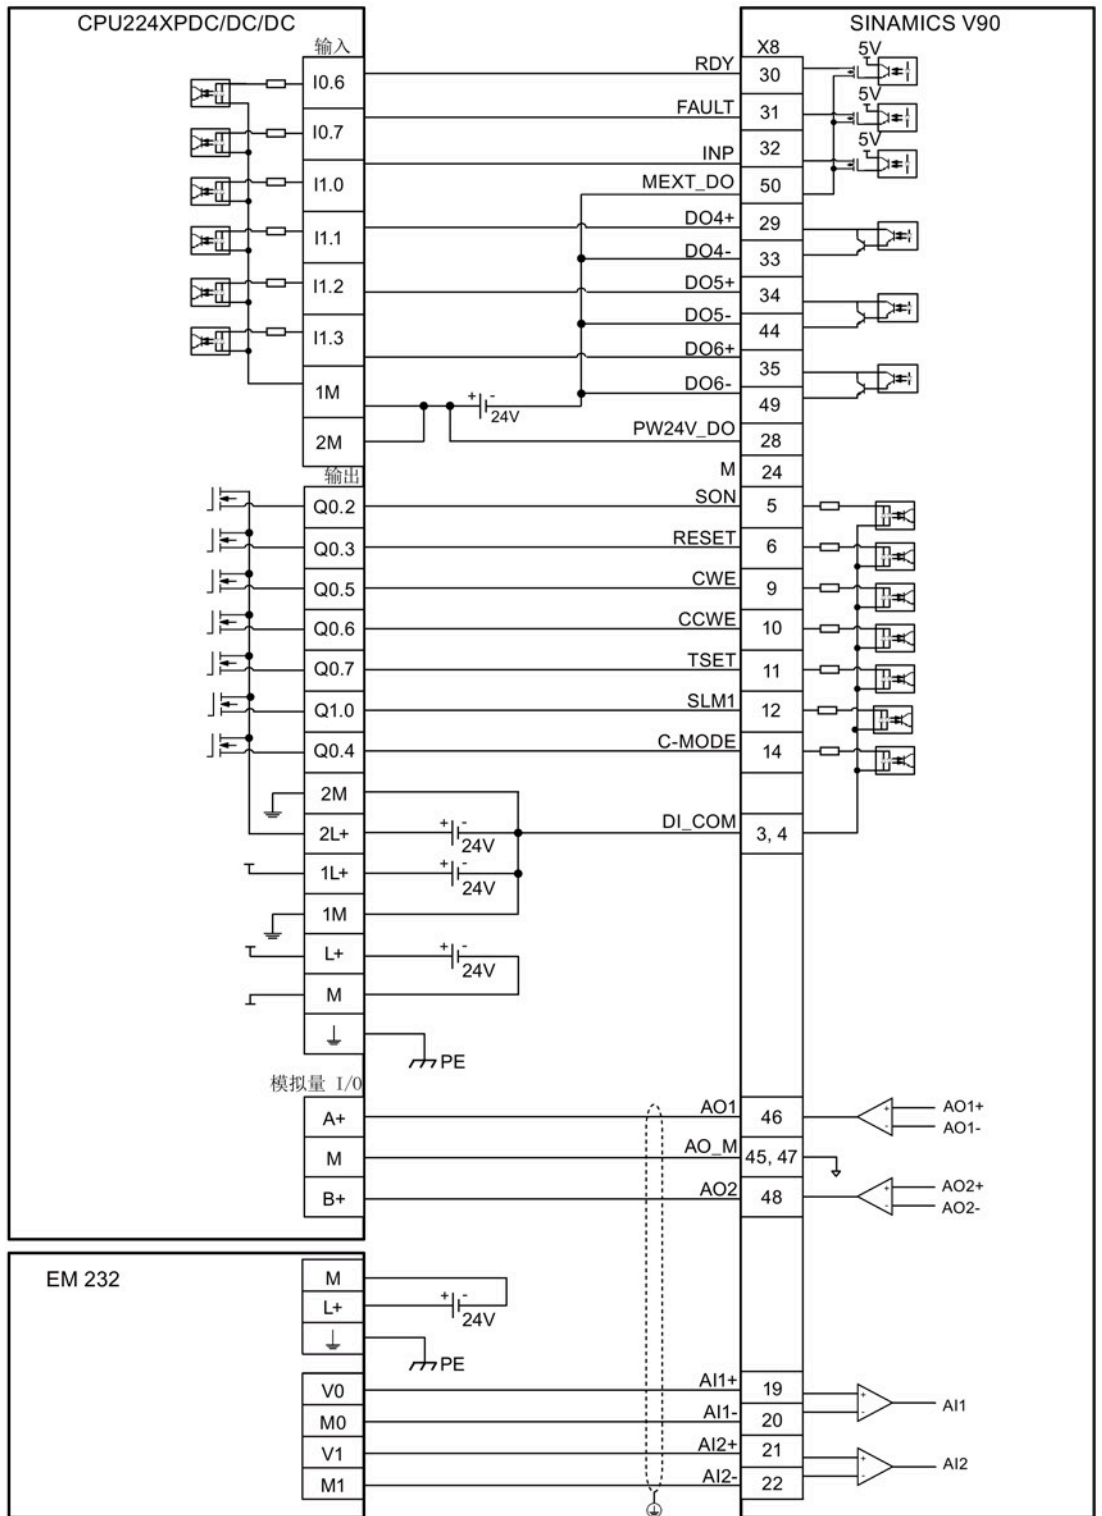 CPU224XPDC/DC/DC
SINAMICS V90
输入
X8
5V
I0.6
RDY
30
5V
I0.7
FAULT
31
5V
I1.0
INP
32
MEXT_DO
50
I1.1
DO4+
29
DO4-
33
I1.2
DO5+
34
DO5-
44
I1.3
DO6+
35
1M
DO6-
49
+ -
24V
2M
PW24V_DO
28
M
24
输出
Q0.2
SON
5
Q0.3
RESET
6
Q0.5
CWE
9
Q0.6
CCWE
10
Q0.7
TSET
11
Q1.0
SLM1
12
Q0.4
C-MODE
14
2M
2L+
+ -
24V
DI_COM
3, 4
1L+
+ -
24V
1M
L+
+ -
24V
M
PE
模拟量 I/0
A+
AO1
46
+
-
AO1+
AO1-
M
AO_M
45, 47
B+
AO2
48
+
-
AO2+
AO2-
EM 232
M
L+
+ -
24V
PE
V0
AI1+
19
+
-
AI1
M0
AI1-
20
V1
AI2+
21
+
-
AI2
M1
AI2-
22